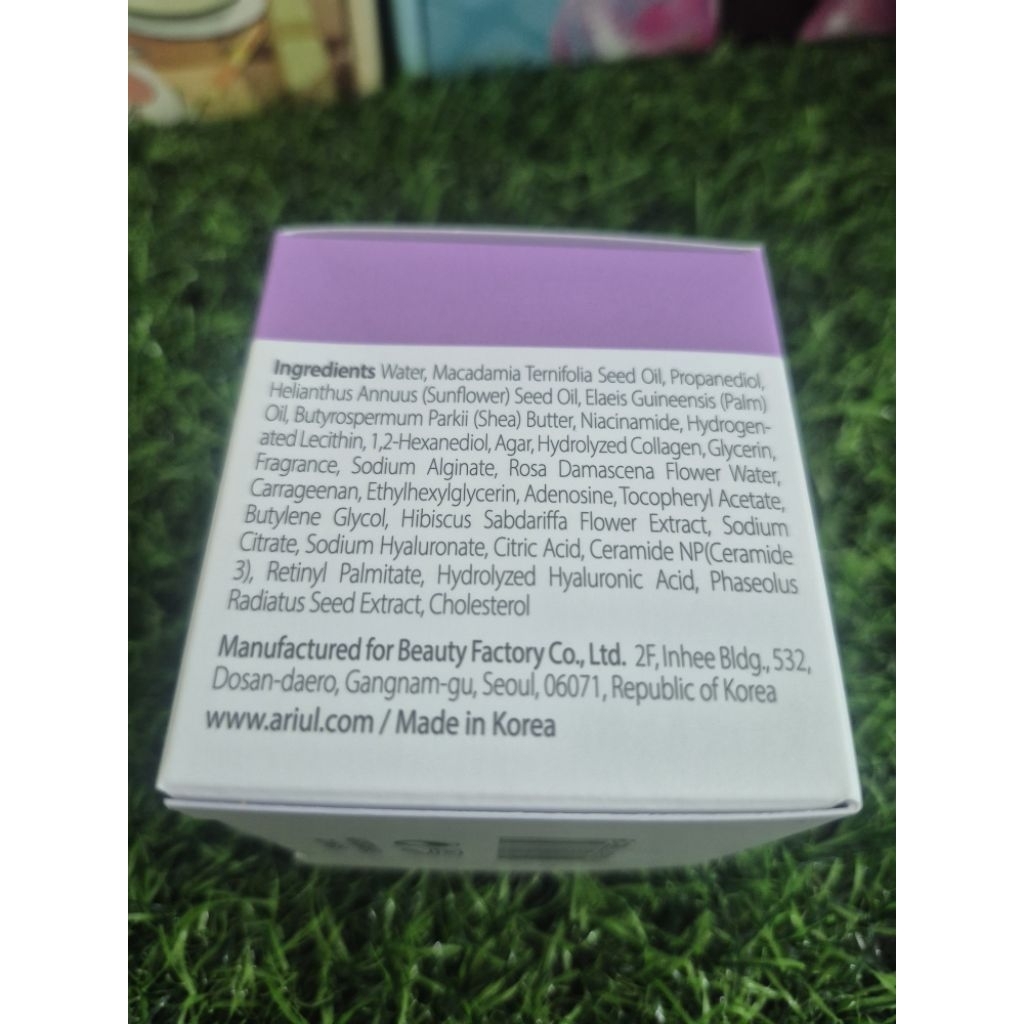 Ingredients Water, Macadamia Ternifolia Seed Oil, Propanediol,
Helianthus Annuus (Sunflower) Seed Oil, Elaeis Guineensis (Palm)
Oil, Butyrospermum Parkii (Shea) Butter, Niacinamide, Hydrogen-
ated Lecithin, 1,2-Hexanediol, Agar, Hydrolyzed Collagen, Glycerin,
Fragrance, Sodium Alginate, Rosa Damascena Flower Water,
Carrageenan, Ethylhexylglycerin, Adenosine, Tocopheryl Acetate,
Butylene Glycol, Hibiscus Sabdariffa Flower Extract, Sodium
Citrate, Sodium Hyaluronate, Citric Acid, Ceramide NP(Ceramide
3), Retinyl Palmitate, Hydrolyzed Hyaluronic Acid, Phaseolus
Radiatus Seed Extract, Cholesterol
Manufactured for Beauty Factory Co., Ltd. 2F, Inhee Bldg., 532,
Dosan-daero, Gangnam-gu, Seoul, 06071, Republic of Korea
www.ariul.com / Made in Korea